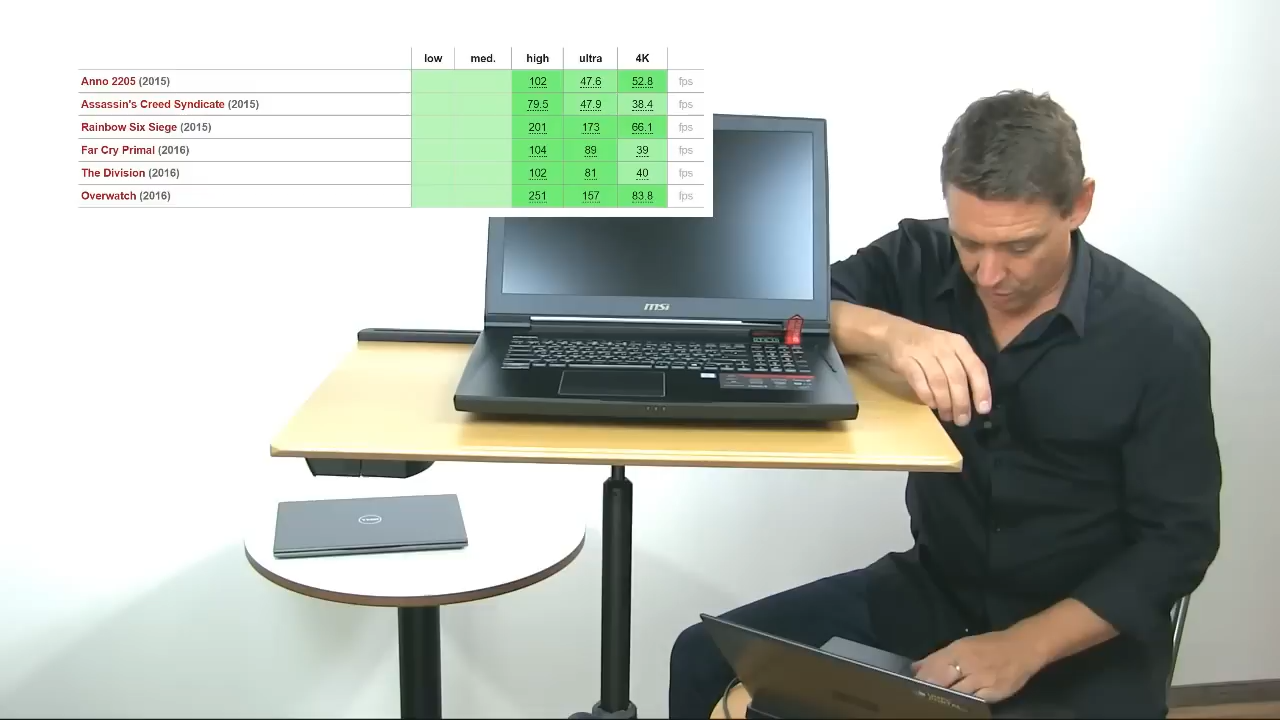 low med. high ultra 4K
Anno 2205 (2015) 102 47.6 52.8 fps
Assassin's Creed Syndicate (2015) 79.5 47.9 38.4 fps
Rainbow Six Siege (2015) 201 173 66.1 fps
Far Cry Primal (2016) 104 89 39 fps
The Division (2016) 102 81 40 fps
Overwatch (2016) 251 157 83.8 fps
msi